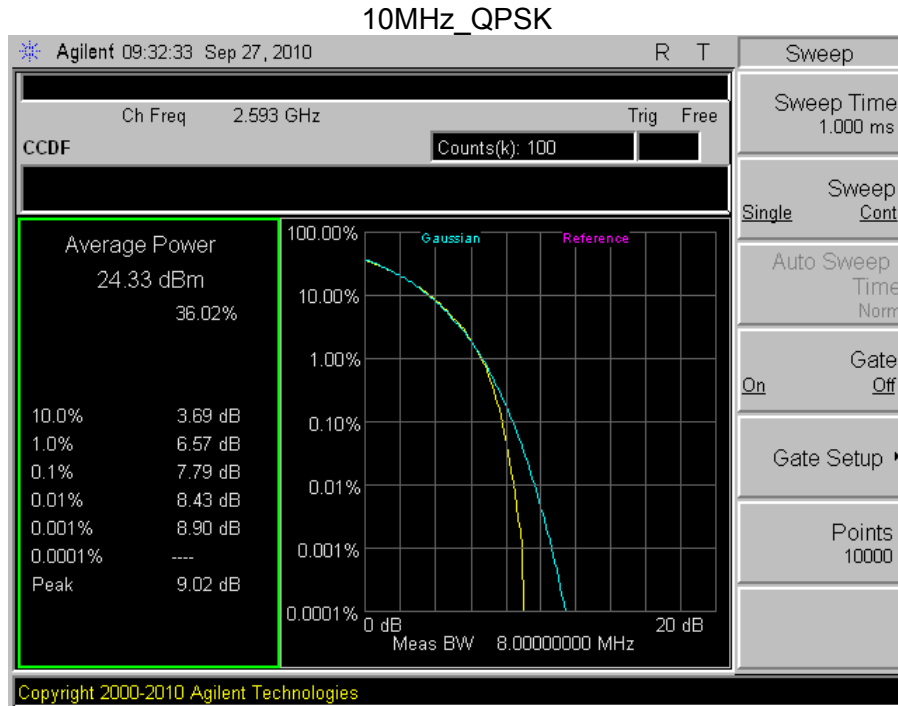 10MHz_QPSK
Agilent 09:32:33 Sep 27, 2010 R T
Ch Freq 2.593 GHz Trig Free
CCDF Counts(k): 100
Average Power
24.33 dBm
36.02%
10.0% 3.69 dB
1.0% 6.57 dB
0.1% 7.79 dB
0.01% 8.43 dB
0.001% 8.90 dB
0.0001% ----
Peak 9.02 dB
Gaussian Reference
100.00%
10.00%
1.00%
0.10%
0.01%
0.001%
0.0001%
0 dB 20 dB
Meas BW 8.00000000 MHz
Sweep
Sweep Time
1.000 ms
Sweep
Single Cont
Auto Sweep
Time
Norm
Gate
On Off
Gate Setup
Points
10000
Copyright 2000-2010 Agilent Technologies